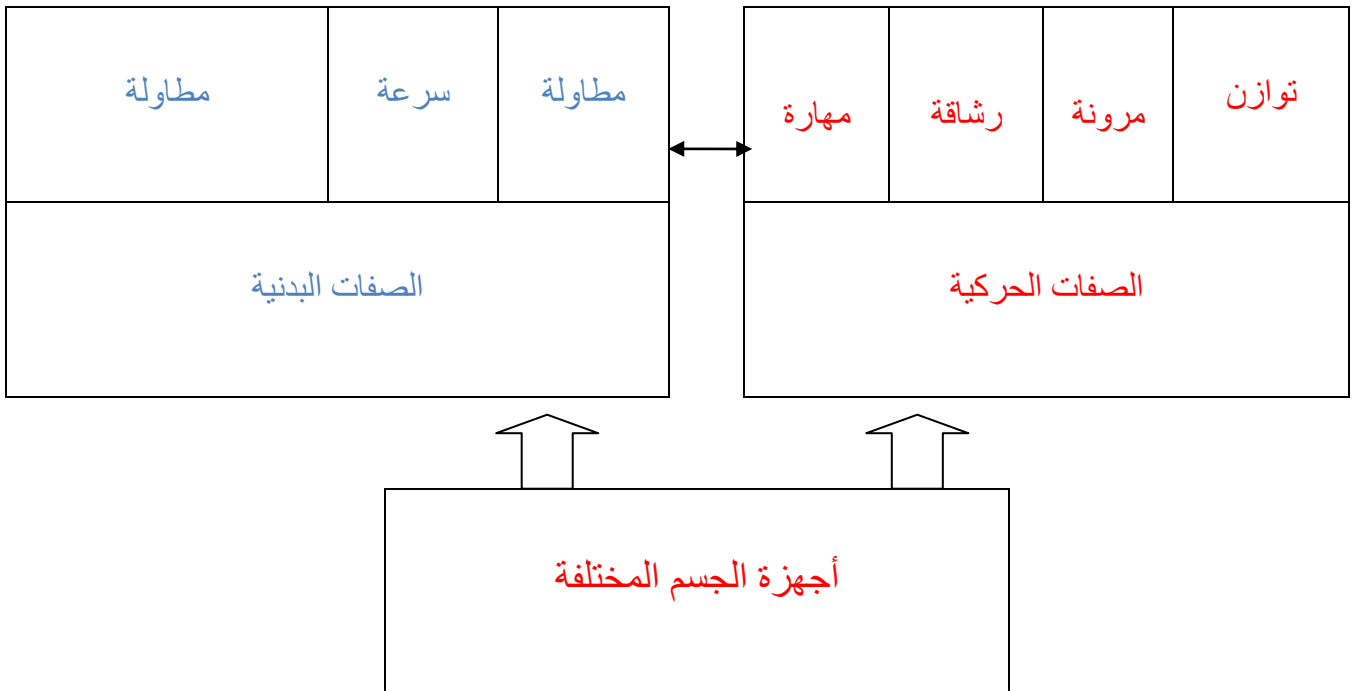 توازن
مرونة
رشاقة
مهارة
مطاولة
سرعة
مطاولة
الصفات الحركية
الصفات البدنية
أجهزة الجسم المختلفة